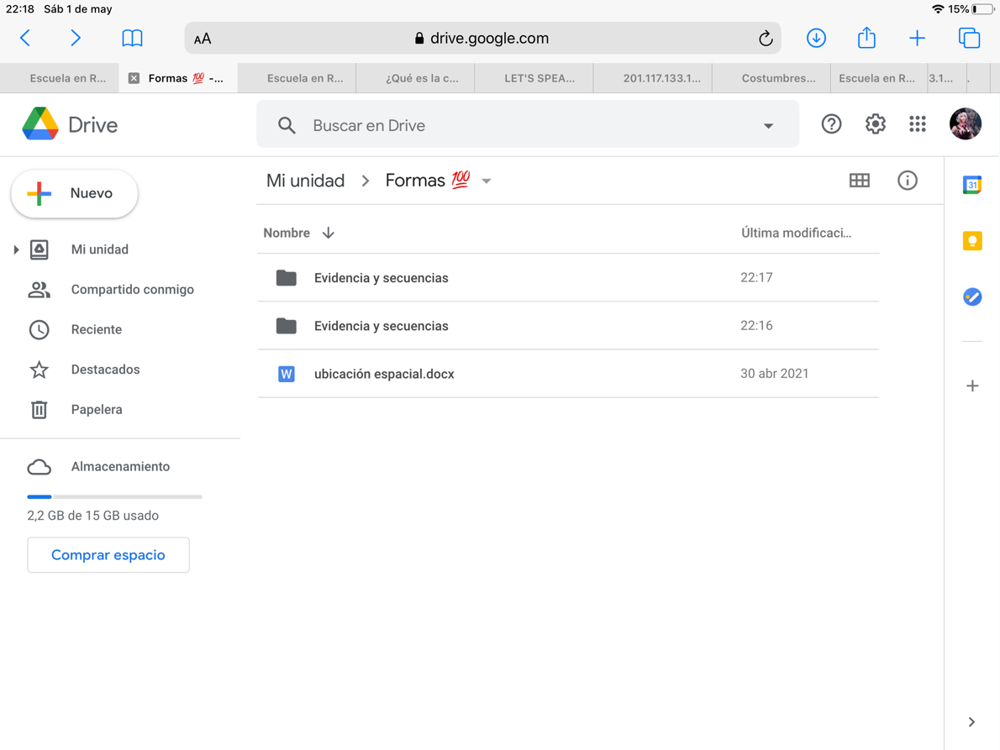 22:18 Sáb 1 de may
15%
AA
drive.google.com
Escuela en R...
Formas 💯 -...
Escuela en R...
¿Qué es la c...
LET'S SPEA...
201.117.133.1...
Costumbres...
Escuela en R...
3.1...
.
Drive
Buscar en Drive
Nuevo
Mi unidad
Compartido conmigo
Reciente
Destacados
Papelera
Almacenamiento
2,2 GB de 15 GB usado
Comprar espacio
Mi unidad > Formas 💯
Nombre
Última modificaci...
Evidencia y secuencias
22:17
Evidencia y secuencias
22:16
W
ubicación espacial.docx
30 abr 2021
31